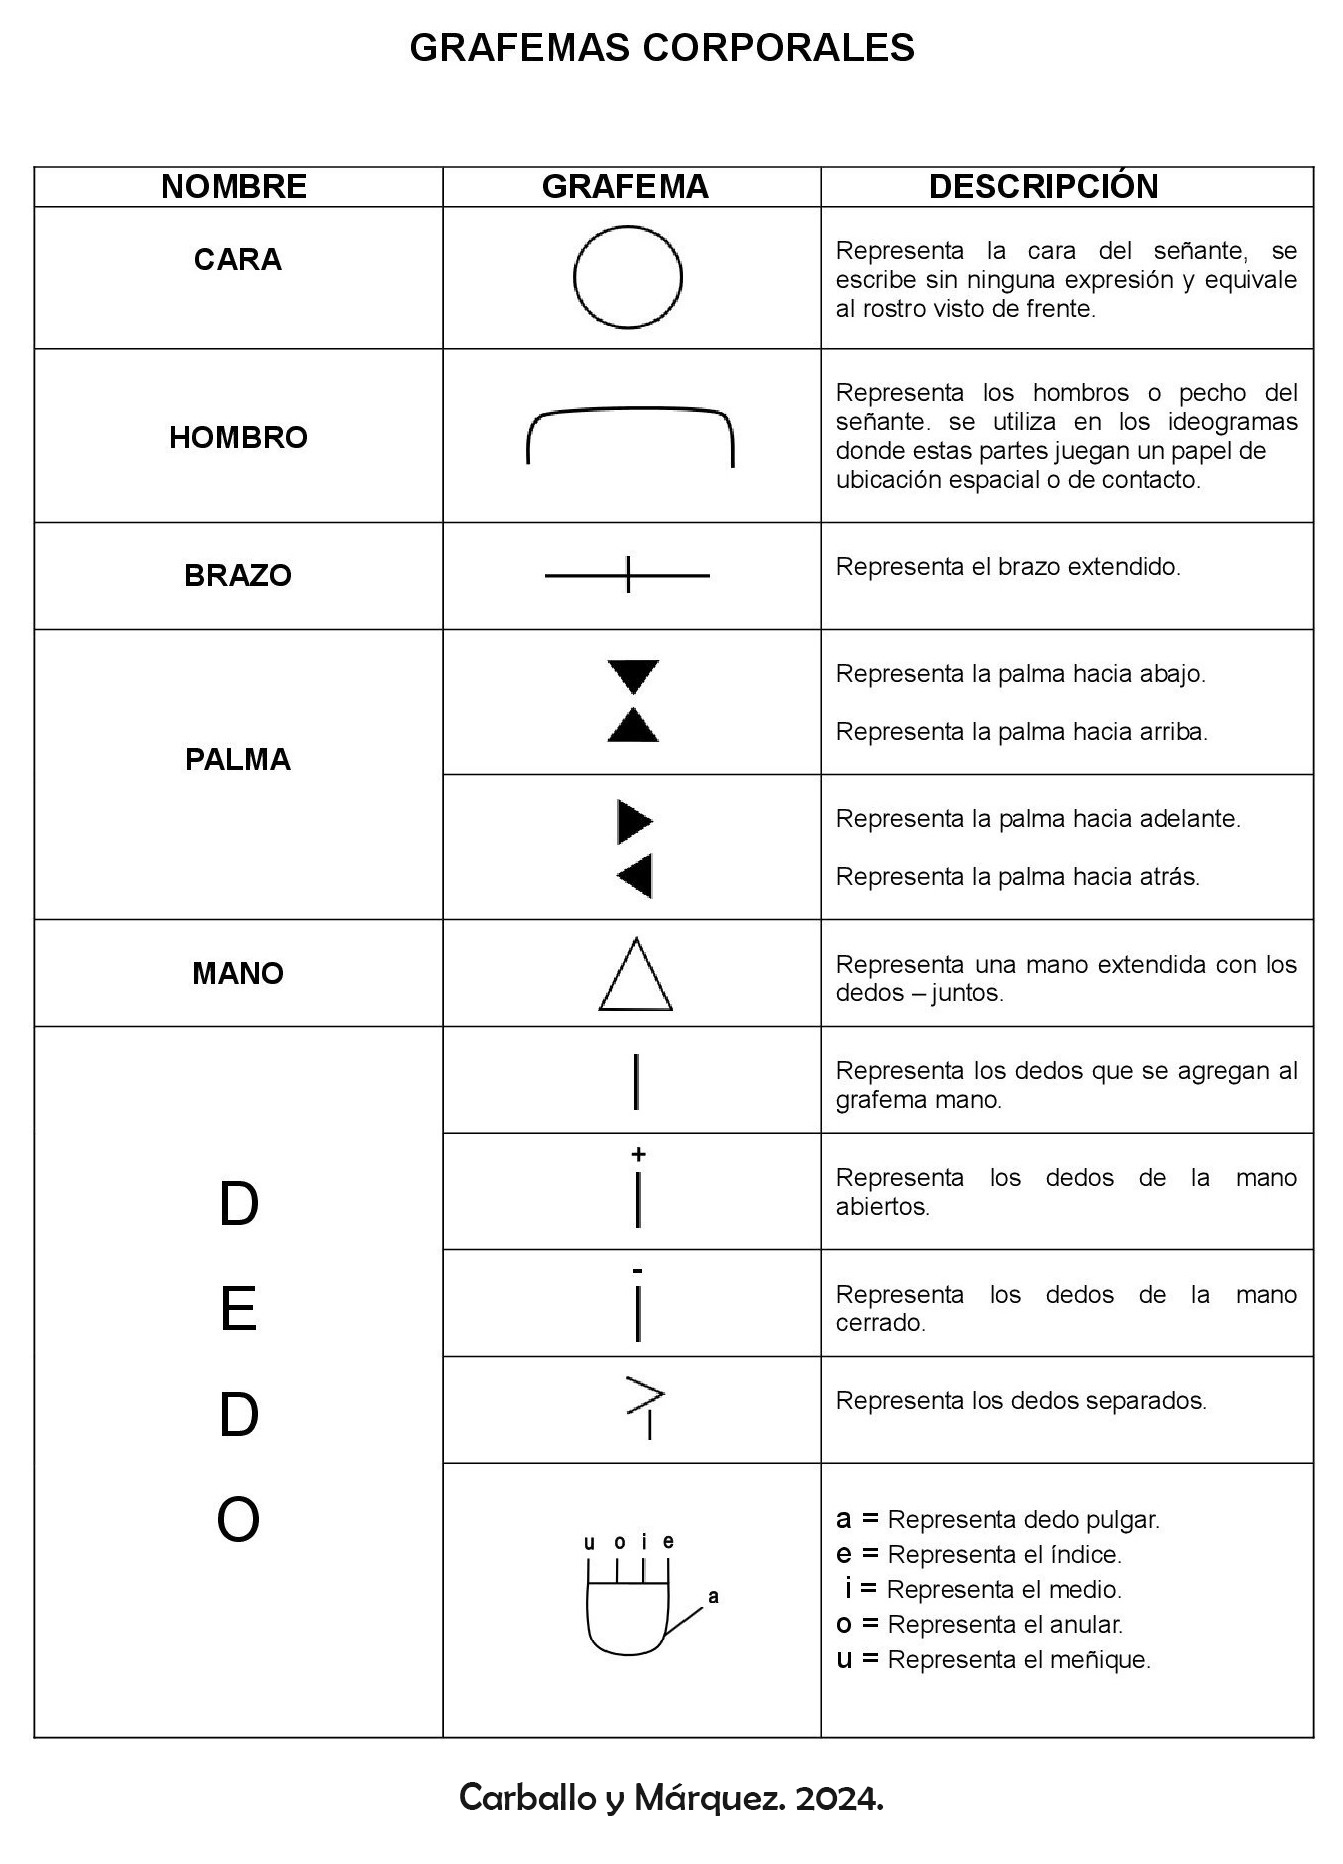 GRAFEMAS CORPORALES
NOMBRE GRAFEMA DESCRIPCIÓN
CARA
Representa la cara del señante, se
escribe sin ninguna expresión y equivale
al rostro visto de frente.
HOMBRO
Representa los hombros o pecho del
señante. se utiliza en los ideogramas
donde estas partes juegan un papel de
ubicación espacial o de contacto.
BRAZO
Representa el brazo extendido.
PALMA
Representa la palma hacia abajo.
Representa la palma hacia arriba.
Representa la palma hacia adelante.
Representa la palma hacia atrás.
MANO
Representa una mano extendida con los
dedos – juntos.
D
E
D
O
Representa los dedos que se agregan al
grafema mano.
+
Representa los dedos de la mano
abiertos.
-
Representa los dedos de la mano
cerrado.
Representa los dedos separados.
u o i e
a
a = Representa dedo pulgar.
e = Representa el índice.
i = Representa el medio.
o = Representa el anular.
u = Representa el meñique.
Carballo y Márquez. 2024.